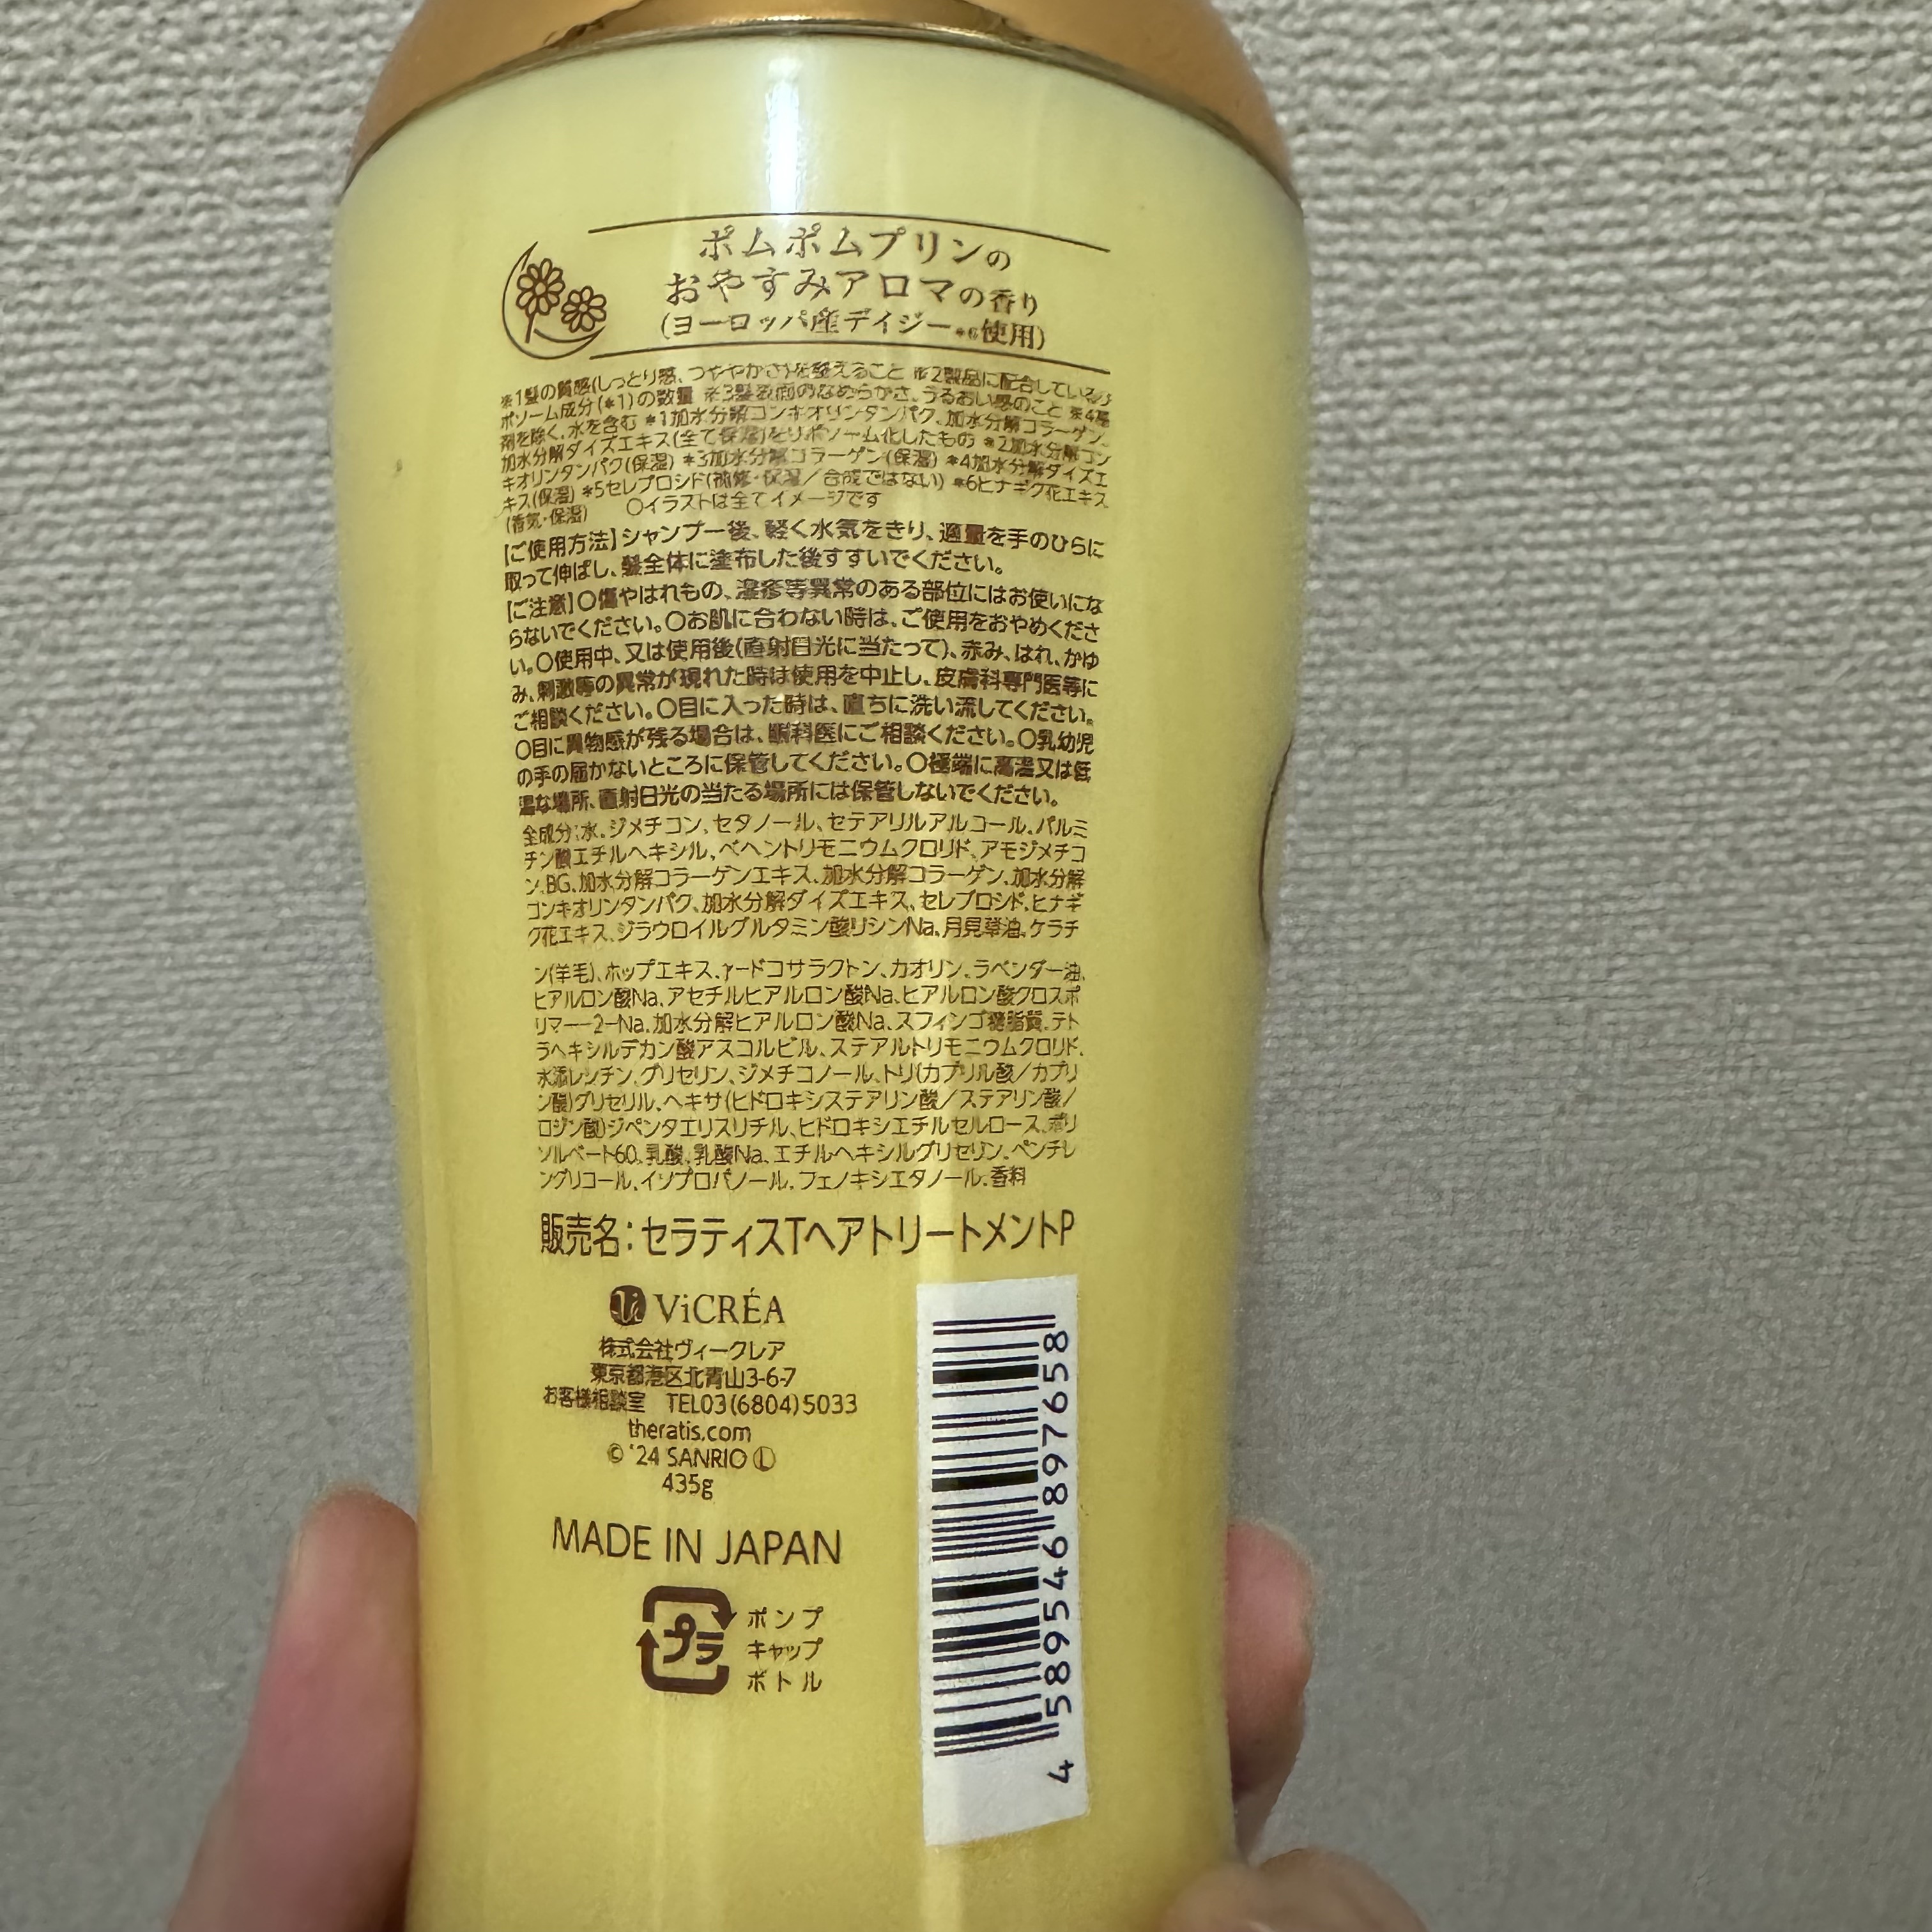 ポムポムプリンの
おやすみアロマの香り
(ヨーロッパ産デイジー*6使用)
※1髪の質感(しっとり感、つややかさ)を整えること ※2製品に配合している
ポソーム成分(*1)の数量 ※3髪表面のなめらかさ、うるおい感のこと ※4
剤を除く、水を含む *1加水分解コンキオリンタンパク、加水分解コラーゲン、
加水分解ダイズエキス(全て保湿)をリポソーム化したもの *2加水分解コン
キオリンタンパク(保湿) *3加水分解コラーゲン(保湿) *4加水分解ダイズエ
キス(保湿) *5セレブロシド(補修・保湿/合成ではない) *6ヒナギク花エキス
(香気・保湿) ○イラストは全てイメージです
【ご使用方法】シャンプー後、軽く水気をきり、適量を手のひらに
取って伸ばし、髪全体に塗布した後すすいでください。
【ご注意】○傷やはれもの、湿疹等異常のある部位にはお使いにな
らないでください。○お肌に合わない時は、ご使用をおやめくださ
い。○使用中、又は使用後(直射日光に当たって)、赤み、はれ、かゆ
み、刺激等の異常が現れた時は使用を中止し、皮膚科専門医等に
ご相談ください。○目に入った時は、直ちに洗い流してください。
○目に異物感が残る場合は、眼科医にご相談ください。○乳幼児
の手の届かないところに保管してください。○極端に高温又は低
温な場所、直射日光の当たる場所には保管しないでください。
全成分:水、ジメチコン、セタノール、セテアリルアルコール、パルミ
チン酸エチルヘキシル、ベヘントリモニウムクロリド、アモジメチコ
ン、BG、加水分解コラーゲンエキス、加水分解コラーゲン、加水分解
コンキオリンタンパク、加水分解ダイズエキス、セレブロシド、ヒナギ
ク花エキス、ジラウロイルグルタミン酸リシンNa、月見草油、ケラチ
ン(羊毛)、ホップエキス、γ-ドコサラクトン、カオリン、ラベンダー油、
ヒアルロン酸Na、アセチルヒアルロン酸Na、ヒアルロン酸クロスポ
リマー-2-Na、加水分解ヒアルロン酸Na、スフィンゴ糖脂質、テト
ラヘキシルデカン酸アスコルビル、ステアルトリモニウムクロリド、
水添レシチン、グリセリン、ジメチコノール、トリ(カプリル酸/カプリ
ン酸)グリセリル、ヘキサ(ヒドロキシステアリン酸/ステアリン酸/
ロジン酸)ジペンタエリスリチル、ヒドロキシエチルセルロース、ポリ
ソルベート60、乳酸、乳酸Na、エチルヘキシルグリセリン、ペンチレ
ングリコール、イソプロパノール、フェノキシエタノール、香料
販売名:セラティスTヘアトリートメントP
ViCRÉA
株式会社ヴィークレア
東京都港区北青山3-6-7
お客様相談室 TEL03(6804)5033
theratis.com
© '24 SANRIO Ⓛ
435g
MADE IN JAPAN
プラ
ポンプ
キャップ
ボトル
4 589546 897658